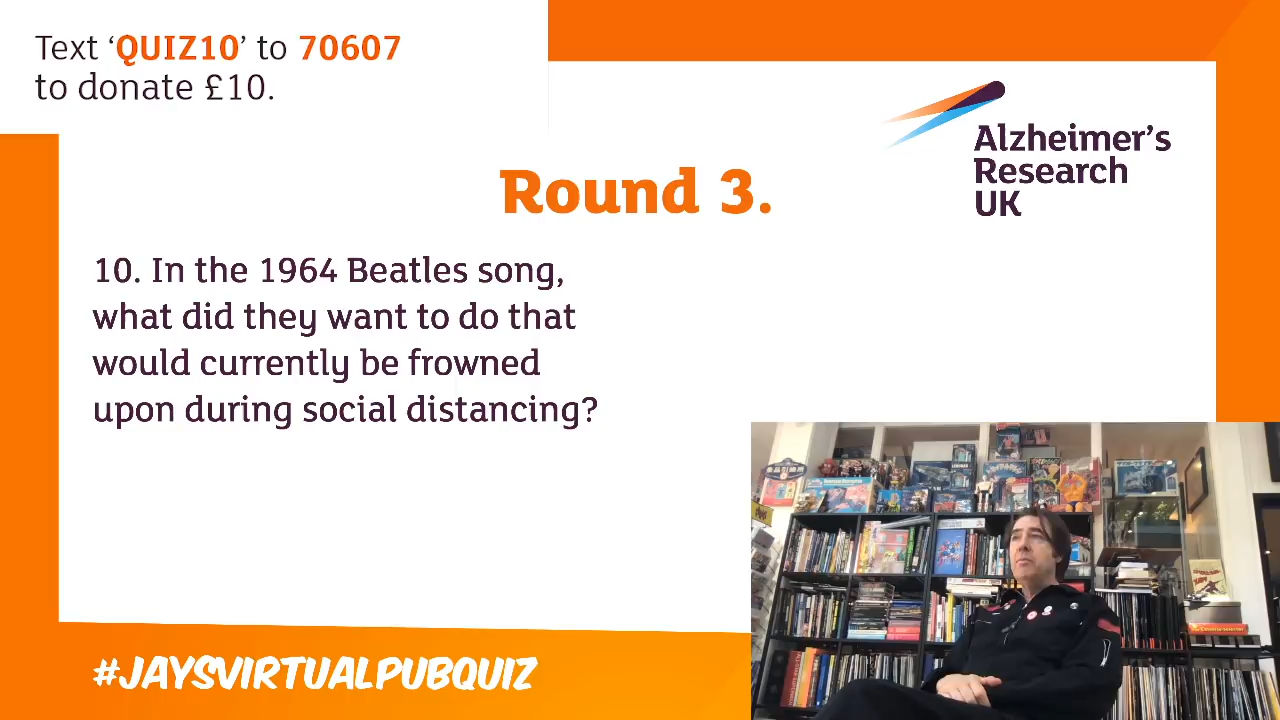 Text ‘QUIZ10’ to 70607
to donate £10.
Alzheimer’s
Research
UK
Round 3.
10. In the 1964 Beatles song,
what did they want to do that
would currently be frowned
upon during social distancing?
#JAYSVIRTUALPUBQUIZ